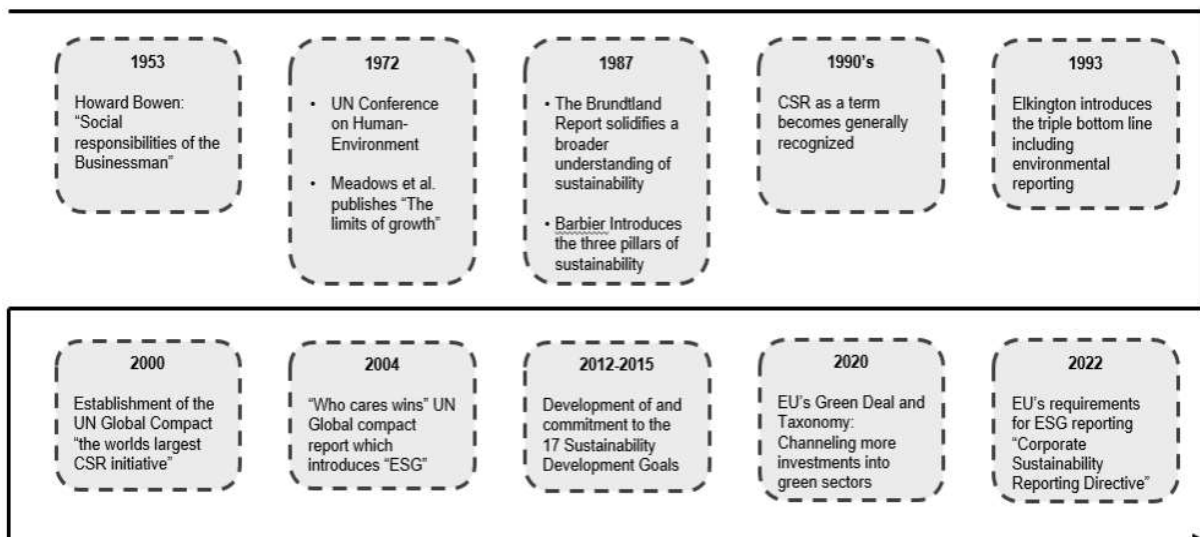 1953
Howard Bowen:
“Social
responsibilities of the
Businessman”
1972
• UN Conference
on Human-
Environment
• Meadows et al.
publishes “The
limits of growth”
1987
• The Brundtland
Report solidifies a
broader
understanding of
sustainability
• Barbier Introduces
the three pillars of
sustainability
1990's
CSR as a term
becomes generally
recognized
1993
Elkington introduces
the triple bottom line
including
environmental
reporting
2000
Establishment of the
UN Global Compact
“the worlds largest
CSR initiative”
2004
“Who cares wins” UN
Global compact
report which
introduces “ESG”
2012-2015
Development of and
commitment to the
17 Sustainability
Development Goals
2020
EU's Green Deal and
Taxonomy:
Channeling more
investments into
green sectors
2022
EU's requirements
for ESG reporting
“Corporate
Sustainability
Reporting Directive”